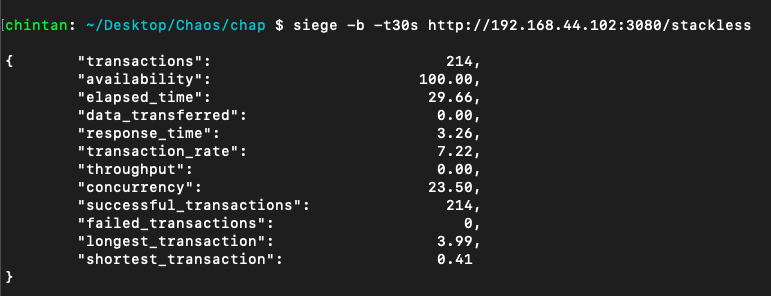 chintan: ~/Desktop/Chaos/chap $ siege -b -t30s http://192.168.44.102:3080/stackless
{ "transactions": 214,
"availability": 100.00,
"elapsed_time": 29.66,
"data_transferred": 0.00,
"response_time": 3.26,
"transaction_rate": 7.22,
"throughput": 0.00,
"concurrency": 23.50,
"successful_transactions": 214,
"failed_transactions": 0,
"longest_transaction": 3.99,
"shortest_transaction": 0.41
}